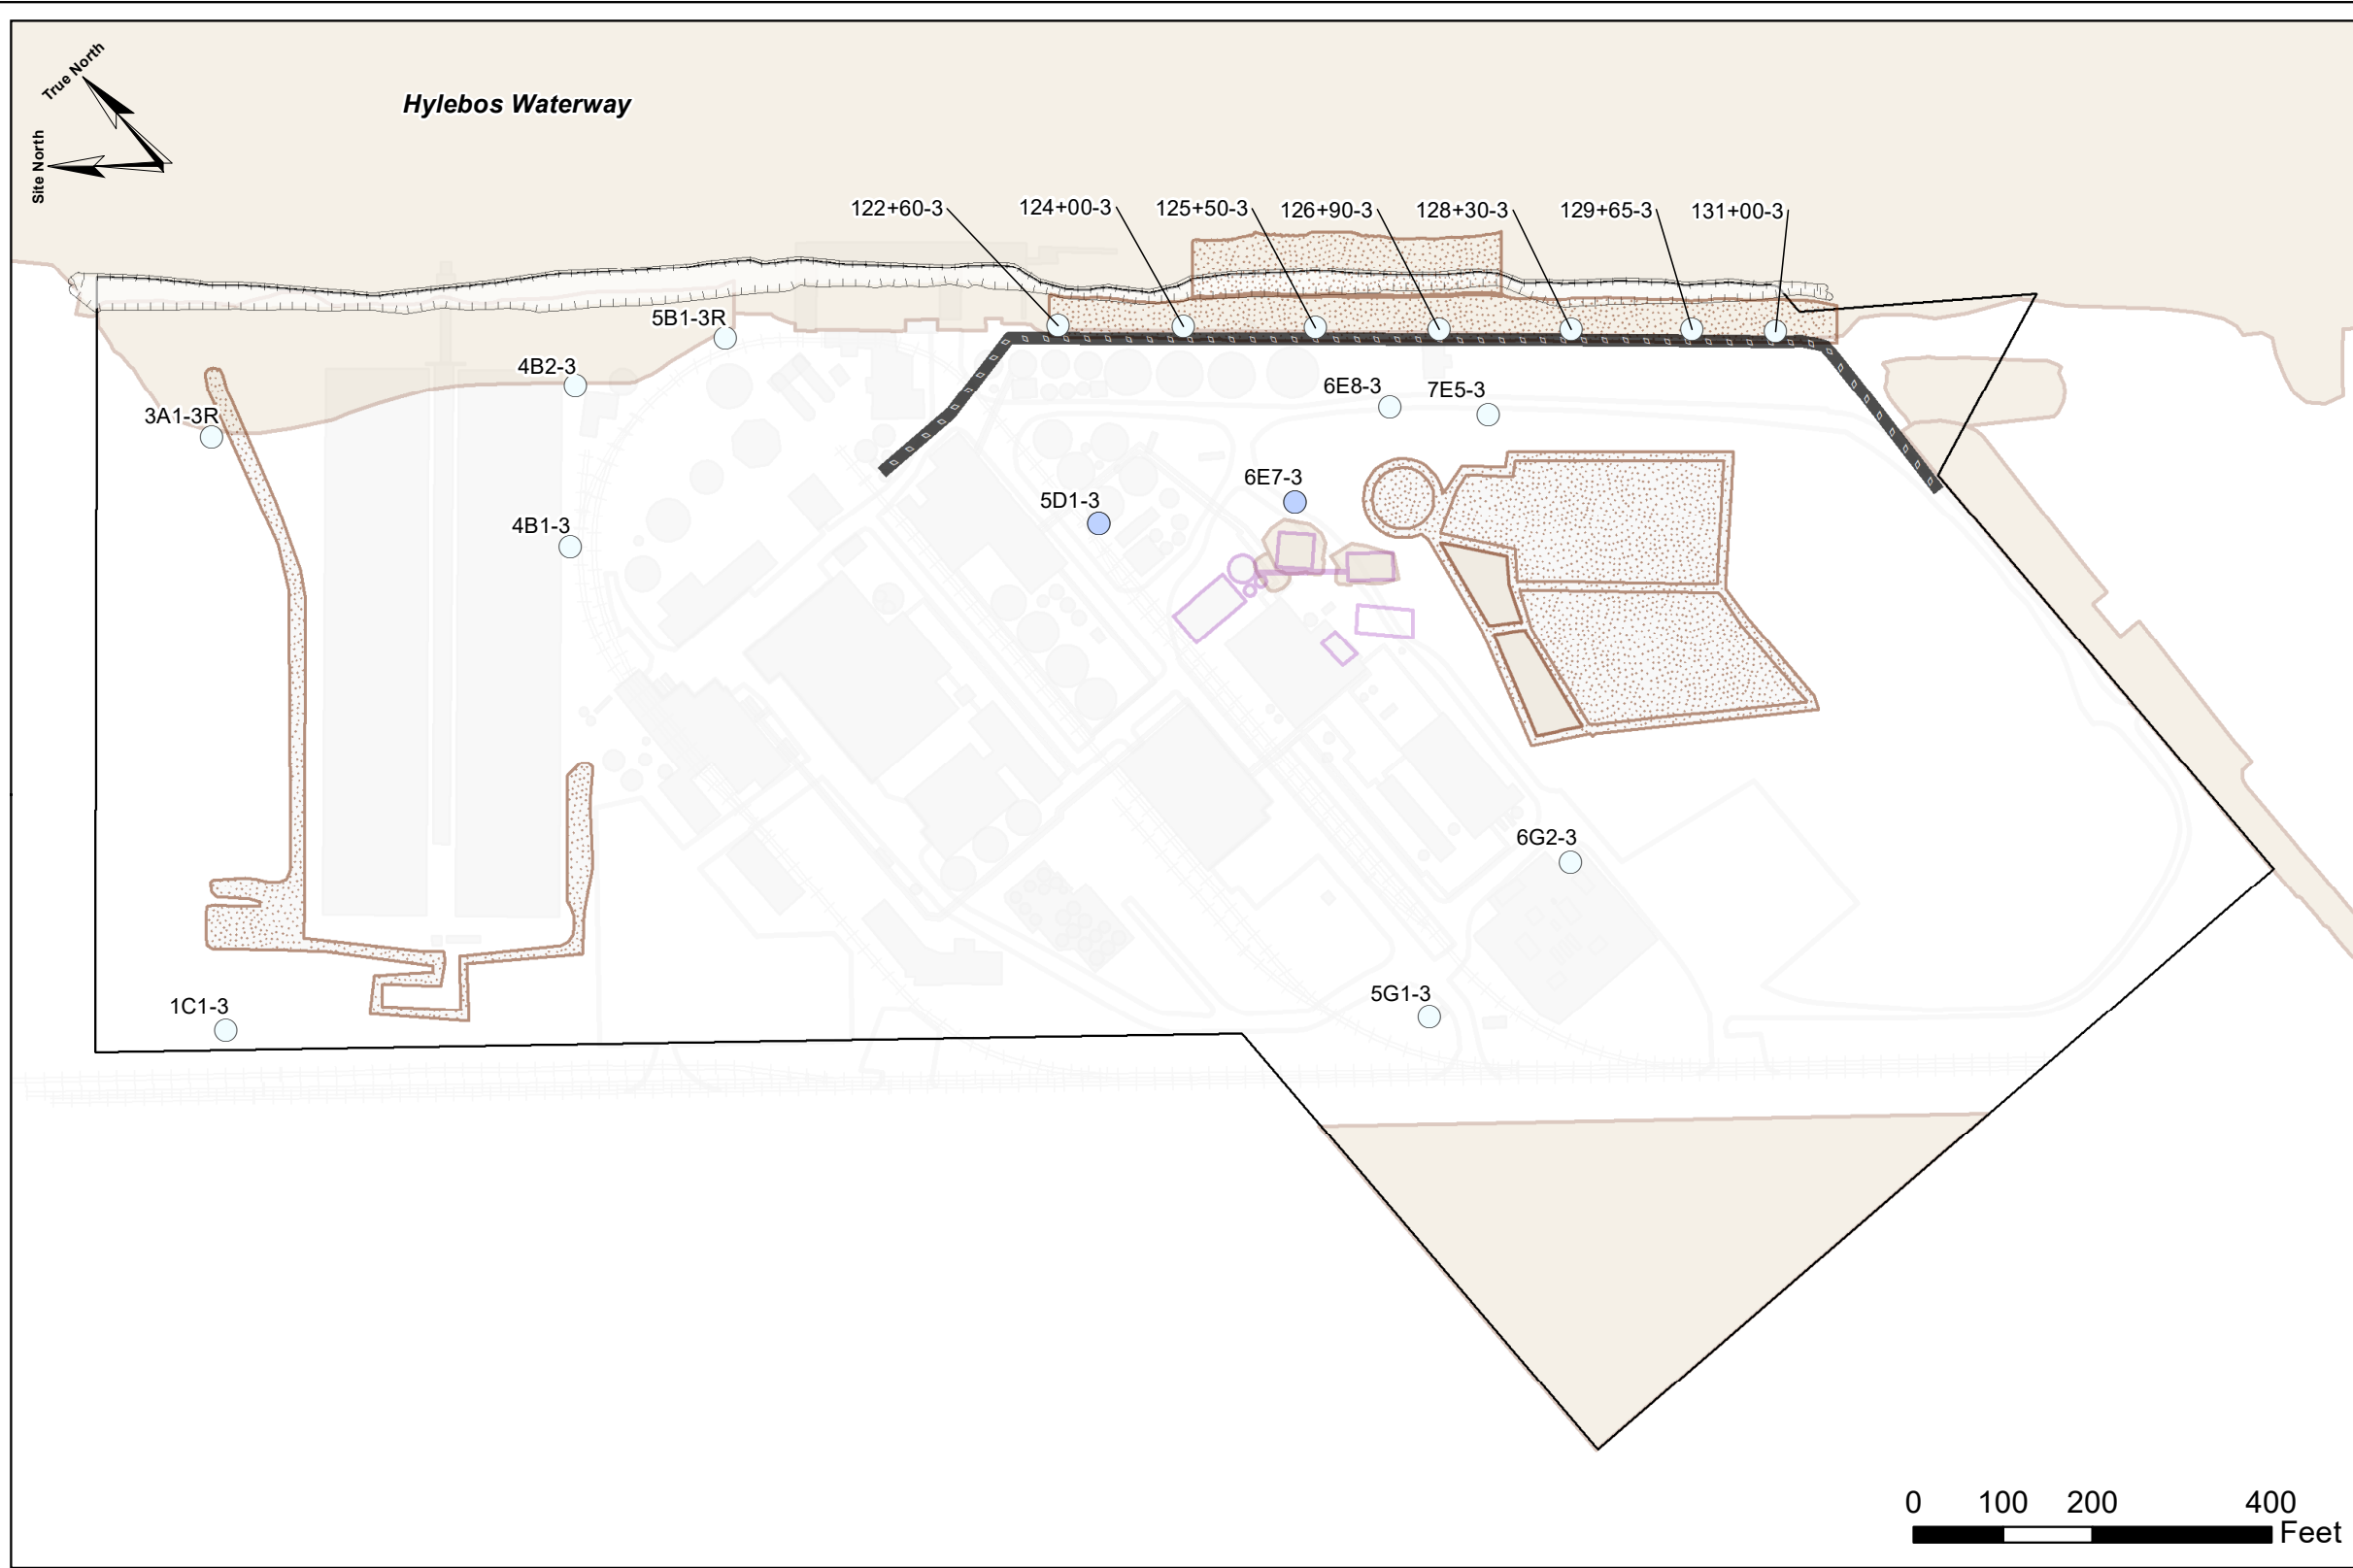 True North
Site North
Hylebos Waterway
122+60-3
124+00-3
125+50-3
126+90-3
128+30-3
129+65-3
131+00-3
5B1-3R
4B2-3
3A1-3R
6E8-3
7E5-3
6E7-3
5D1-3
4B1-3
6G2-3
5G1-3
1C1-3
0 100 200 400
Feet